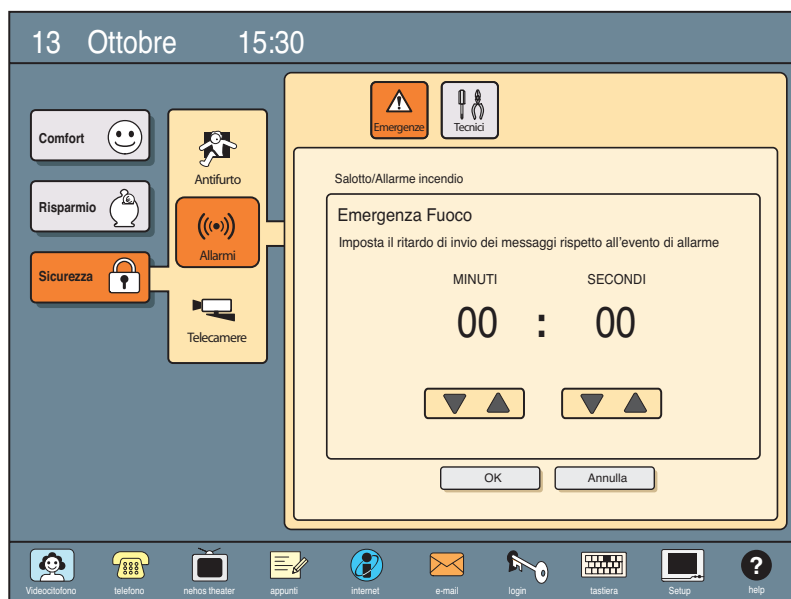 13 Ottobre 15:30
Comfort
Risparmio
Sicurezza
Antifurto
Allarmi
Telecamere
Emergenze
Tecnici
Salotto/Allarme incendio
Emergenza Fuoco
Imposta il ritardo di invio dei messaggi rispetto all'evento di allarme
MINUTI SECONDI
00 : 00
OK Annulla
Videocitofono telefono nehos theater appunti internet e-mail login tastiera Setup help